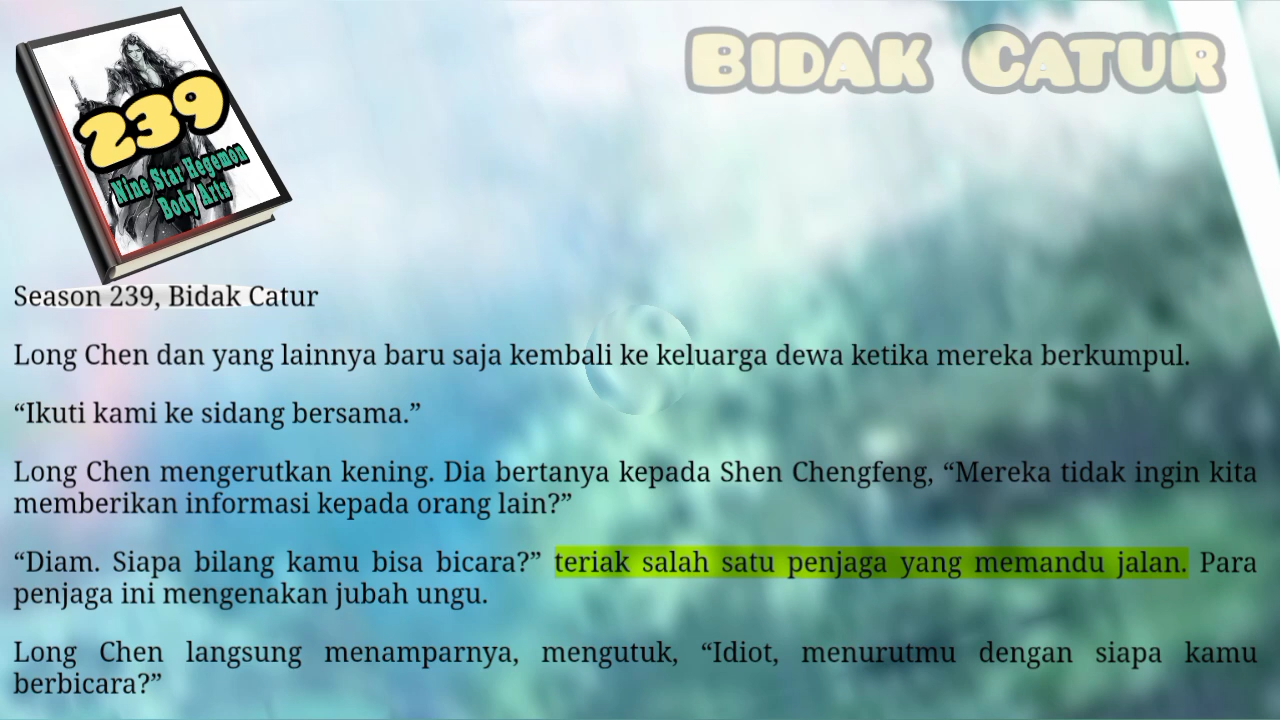 239
Nine Star Hegemon
Body Arts
BIDAK CATUR
Season 239, Bidak Catur
Long Chen dan yang lainnya baru saja kembali ke keluarga dewa ketika mereka berkumpul.
“Ikuti kami ke sidang bersama.”
Long Chen mengerutkan kening. Dia bertanya kepada Shen Chengfeng, “Mereka tidak ingin kita
memberikan informasi kepada orang lain?”
“Diam. Siapa bilang kamu bisa bicara?” teriak salah satu penjaga yang memandu jalan. Para
penjaga ini mengenakan jubah ungu.
Long Chen langsung menamparnya, mengutuk, “Idiot, menurutmu dengan siapa kamu
berbicara?”